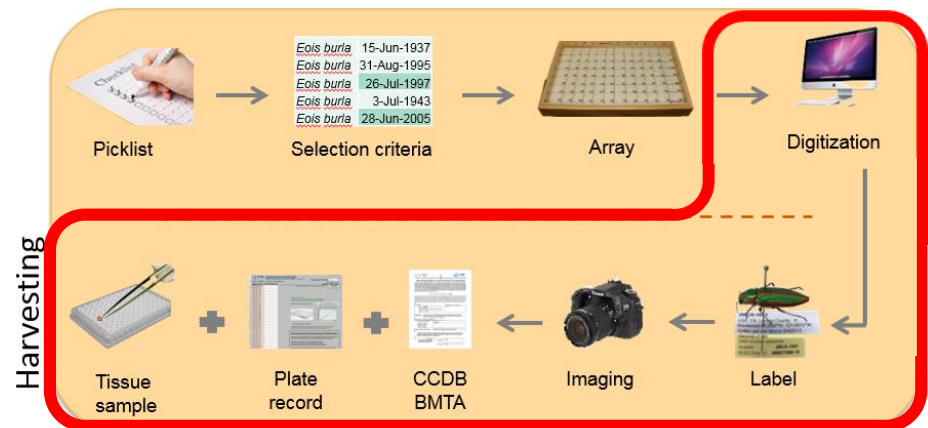 Harvesting
Checklist
Eois burla 15-Jun-1937
Eois burla 31-Aug-1995
Eois burla 26-Jul-1997
Eois burla 3-Jul-1943
Eois burla 28-Jun-2005
Picklist
Selection criteria
Array
Digitization
Tissue
sample
Plate
record
CCDB
BMTA
Imaging
Label